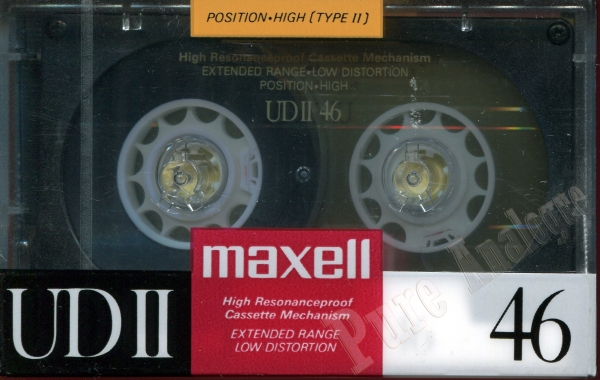 POSITION•HIGH (TYPE II)
High Resonanceproof Cassette Mechanism
EXTENDED RANGE•LOW DISTORTION
POSITION•HIGH
UDII 46
maxell
High Resonanceproof
Cassette Mechanism
EXTENDED RANGE
LOW DISTORTION
UDII
46
Pure Analogue